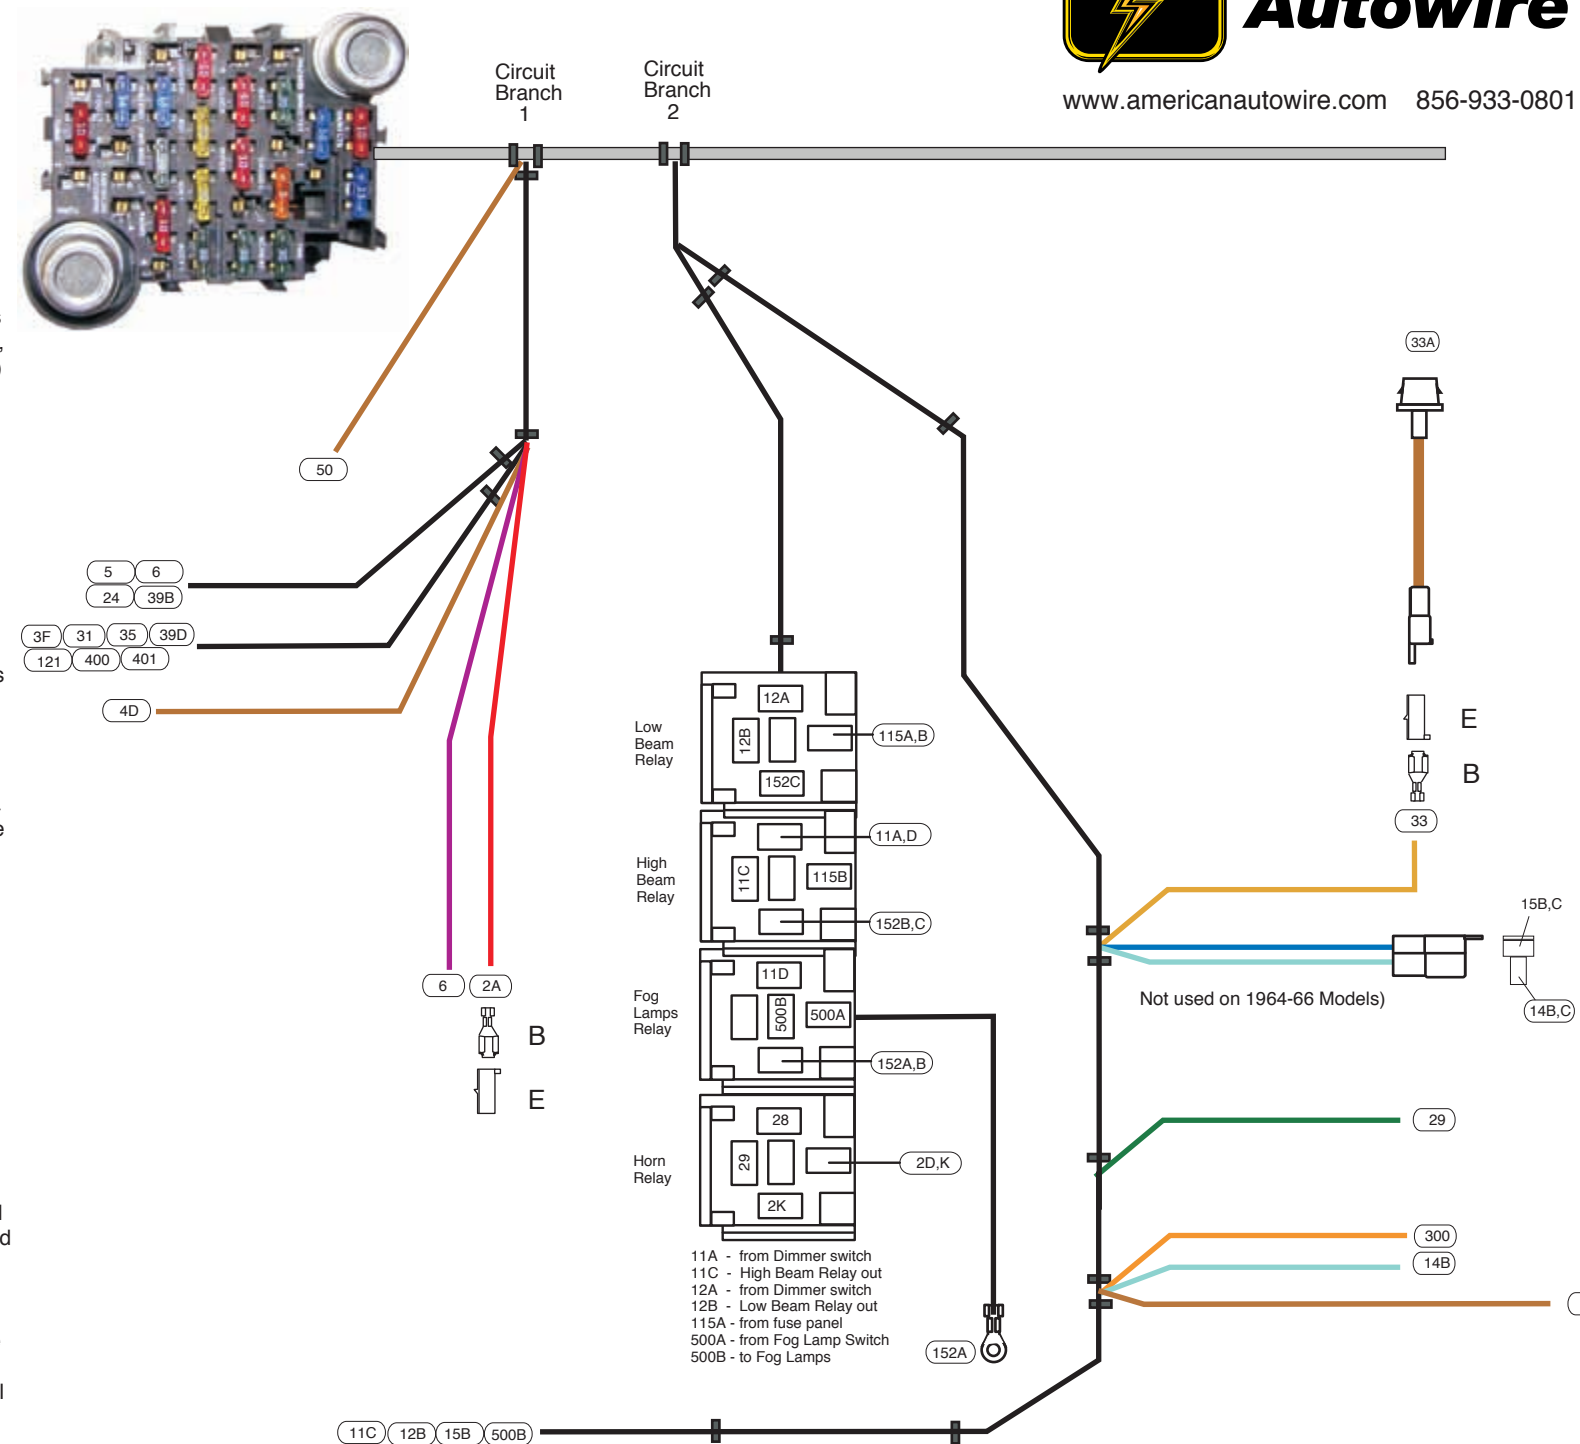 Autowire
www.americanautowire.com 856-933-0801
Circuit
Branch
1
Circuit
Branch
2
33A
50
5 6
24 39B
3F 31 35 39D
121 400 401
4D
6 2A
B
E
Low
Beam
Relay
12A
12B
115A,B
152C
High
Beam
Relay
11A,D
11C
115B
152B,C
Fog
Lamps
Relay
11D
500B
500A
152A,B
Horn
Relay
28
29
2D,K
2K
11A - from Dimmer switch
11C - High Beam Relay out
12A - from Dimmer switch
12B - Low Beam Relay out
115A - from fuse panel
500A - from Fog Lamp Switch
500B - to Fog Lamps
152A
E
B
33
15B,C
14B,C
Not used on 1964-66 Models)
29
300
14B
11C 12B 15B 500B